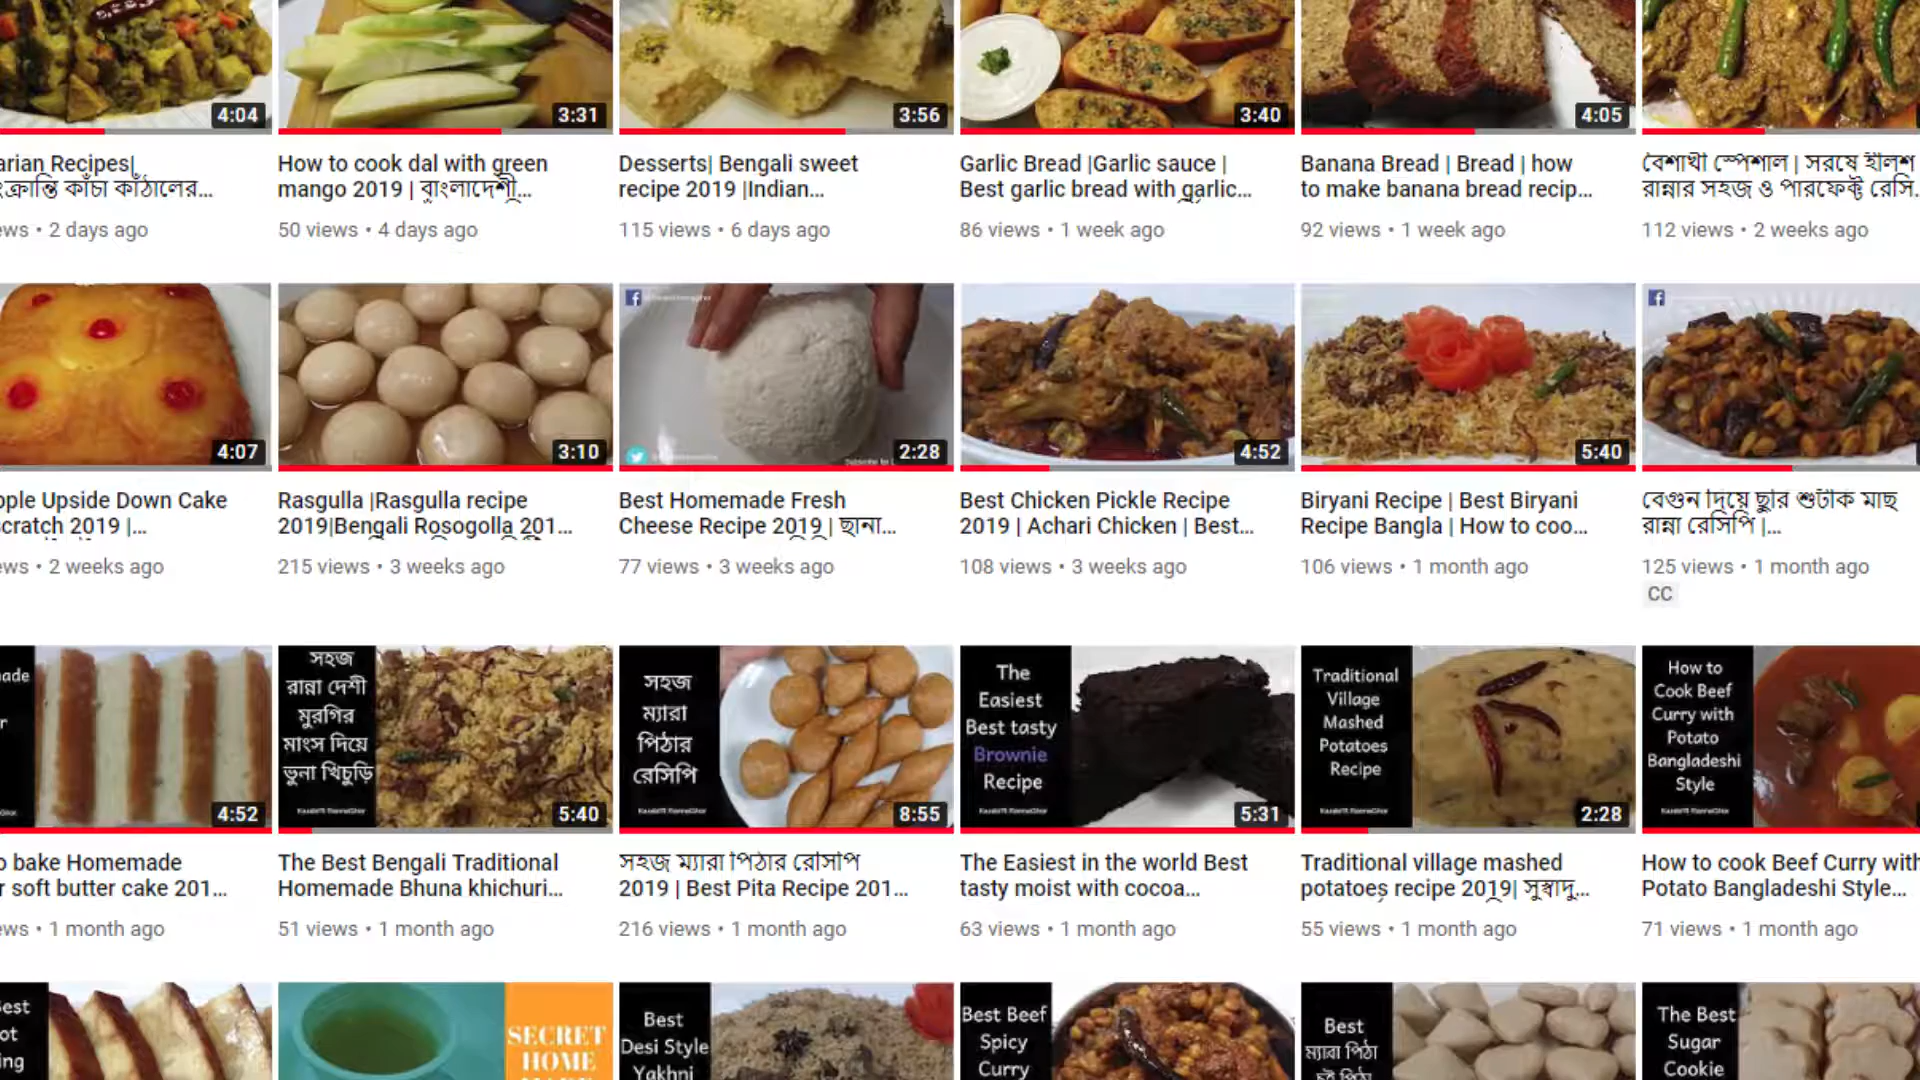 4:04
3:31
3:56
3:40
4:05
arian Recipes|
ংক্রান্তি কাঁচা কাঁঠালের...
ews • 2 days ago
How to cook dal with green
mango 2019 | বাংলাদেশী...
50 views • 4 days ago
Desserts| Bengali sweet
recipe 2019 |Indian...
115 views • 6 days ago
Garlic Bread |Garlic sauce |
Best garlic bread with garlic...
86 views • 1 week ago
Banana Bread | Bread | how
to make banana bread recip...
92 views • 1 week ago
বৈশাখী স্পেশাল | সরষে ইলিশ
রান্নার সহজ ও পারফেক্ট রেসি...
112 views • 2 weeks ago
4:07
3:10
2:28
4:52
5:40
pple Upside Down Cake
scratch 2019 |...
ews • 2 weeks ago
Rasgulla |Rasgulla recipe
2019|Bengali Rosogolla 201...
215 views • 3 weeks ago
Best Homemade Fresh
Cheese Recipe 2019 | ছানা...
77 views • 3 weeks ago
Best Chicken Pickle Recipe
2019 | Achari Chicken | Best...
108 views • 3 weeks ago
Biryani Recipe | Best Biryani
Recipe Bangla | How to coo...
106 views • 1 month ago
বেগুন দিয়ে ছুরি শুটকি মাছ
রান্না রেসিপি |...
125 views • 1 month ago
CC
ade
r
4:52
সহজ
রান্না দেশী
মুরগির
মাংস দিয়ে
ভুনা খিচুড়ি
5:40
সহজ
ম্যারা
পিঠার
রেসিপি
8:55
The
Easiest
Best tasty
Brownie
Recipe
5:31
Traditional
Village
Mashed
Potatoes
Recipe
2:28
How to
Cook Beef
Curry with
Potato
Bangladeshi
Style
o bake Homemade
r soft butter cake 201...
ews • 1 month ago
The Best Bengali Traditional
Homemade Bhuna khichuri...
51 views • 1 month ago
সহজ ম্যারা পিঠার রেসিপি
2019 | Best Pita Recipe 201...
216 views • 1 month ago
The Easiest in the world Best
tasty moist with cocoa...
63 views • 1 month ago
Traditional village mashed
potatoes recipe 2019| সুস্বাদু...
55 views • 1 month ago
How to cook Beef Curry with
Potato Bangladeshi Style...
71 views • 1 month ago
est
ot
ing
SECRET
HOME
Best
Desi Style
Yakhni
Best Beef
Spicy
Curry
Best
ম্যারা পিঠা
The Best
Sugar
Cookie